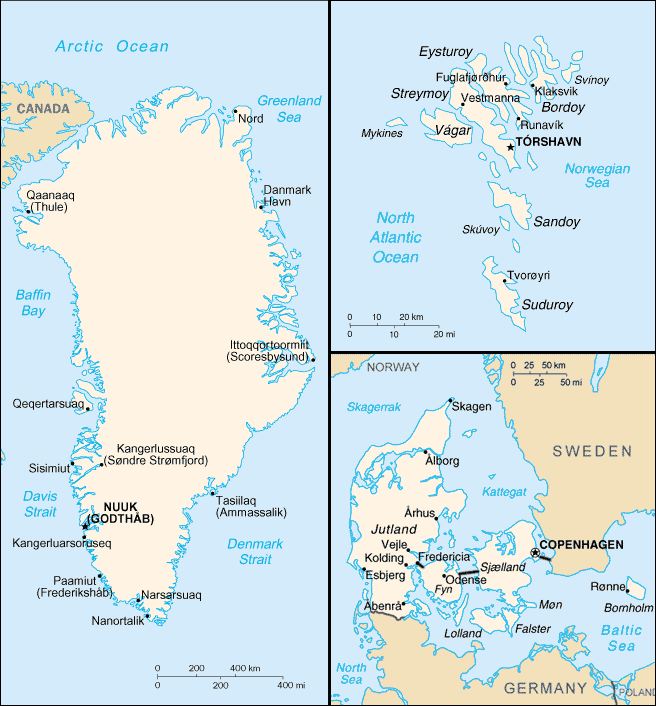 Arctic Ocean
CANADA
Greenland
Sea
Nord
Qaanaaq
(Thule)
Danmark
Havn
Baffin
Bay
Ittoqqortoormiit
(Scoresbysund)
Qeqertarsuaq
Kangerlussuaq
(Søndre Strømfjord)
Sisimiut
Davis
Strait
NUUK
(GODTHÅB)
Tasiilaq
(Ammassalik)
Kangerluarsoruseq
Denmark
Strait
Paamiut
(Frederikshåb)
Narsarsuaq
Nanortalik
0 200 400 km
0 200 400 mi
Eysturoy
Fuglafjørðhur
Svínoy
Streymoy
Klaksvík
Vestmanna
Bordoy
Mykines
Vágar
Runavík
TÓRSHAVN
Norwegian
Sea
North
Atlantic
Ocean
Skúvoy
Sandoy
Tvoroyri
Suduroy
0 10 20 km
0 10 20 mi
NORWAY
0 25 50 km
0 25 50 mi
Skagerrak
Skagen
SWEDEN
Ålborg
Kattegat
Århus
Jutland
Vejle
COPENHAGEN
Kolding
Fredericia
Sjælland
Esbjerg
Odense
Fyn
Rønne
Åbenrå
Møn
Bornholm
Lolland
Falster
Baltic
Sea
North
Sea
GERMANY
POLAND